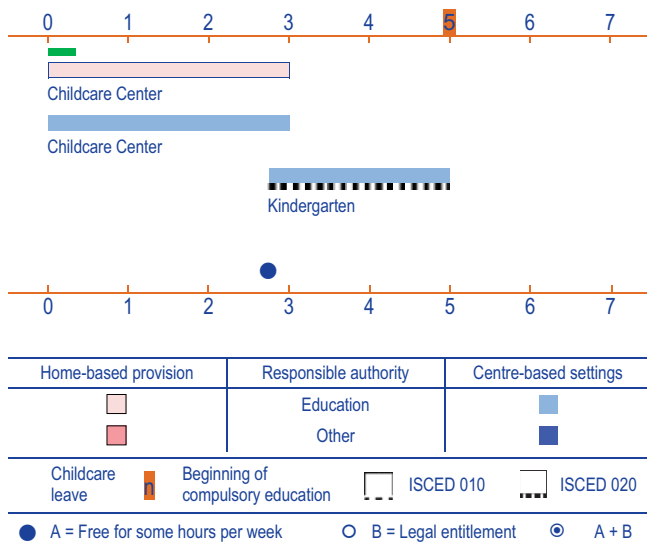 0 1 2 3 4 5 6 7
Childcare Center
Childcare Center
Kindergarten
0 1 2 3 4 5 6 7
Home-based provision Responsible authority Centre-based settings
Education
Other
Childcare leave n Beginning of compulsory education ISCED 010 ISCED 020
A = Free for some hours per week B = Legal entitlement A + B